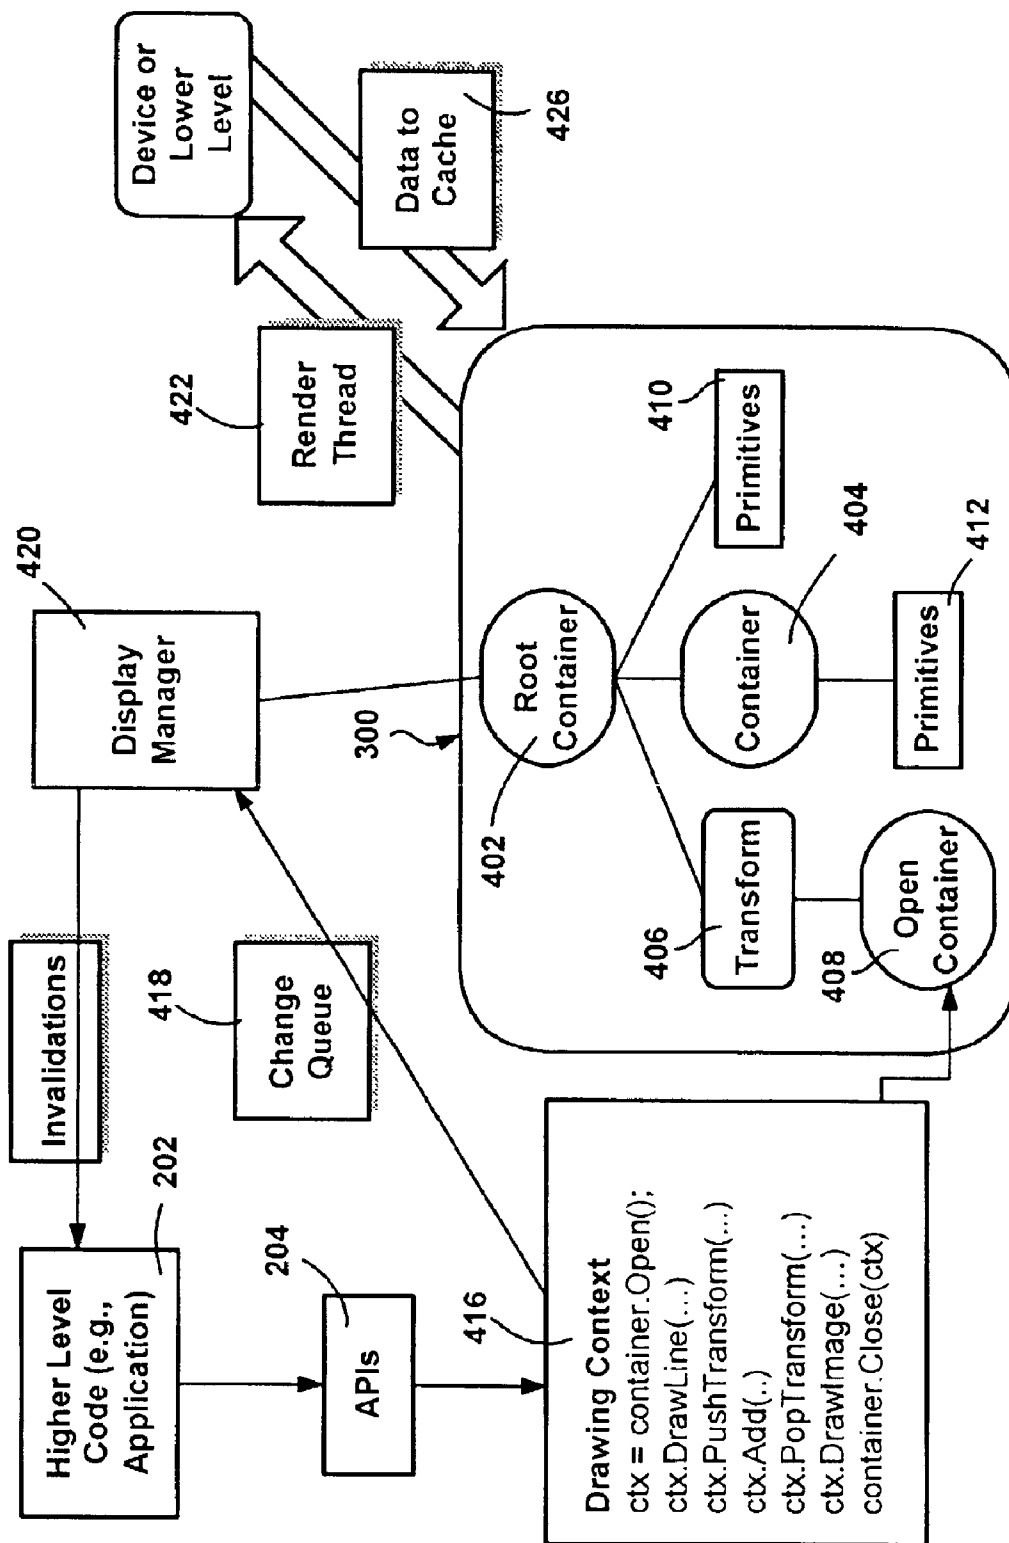 Higher Level
Code (e.g.,
Application)
202
Invalidations
Display
Manager
420
Device or
Lower
Level
APIs
204
418
Change
Queue
422
Render
Thread
Data to
Cache
426
416
Drawing Context
ctx = container.Open();
ctx.DrawLine(....)
ctx.PushTransform(...)
ctx.Add(..)
ctx.PopTransform(...)
ctx.DrawImage(....)
container.Close(ctx)
300
402
Root
Container
406
Transform
Container
404
410
Primitives
408
Open
Container
Primitives
412